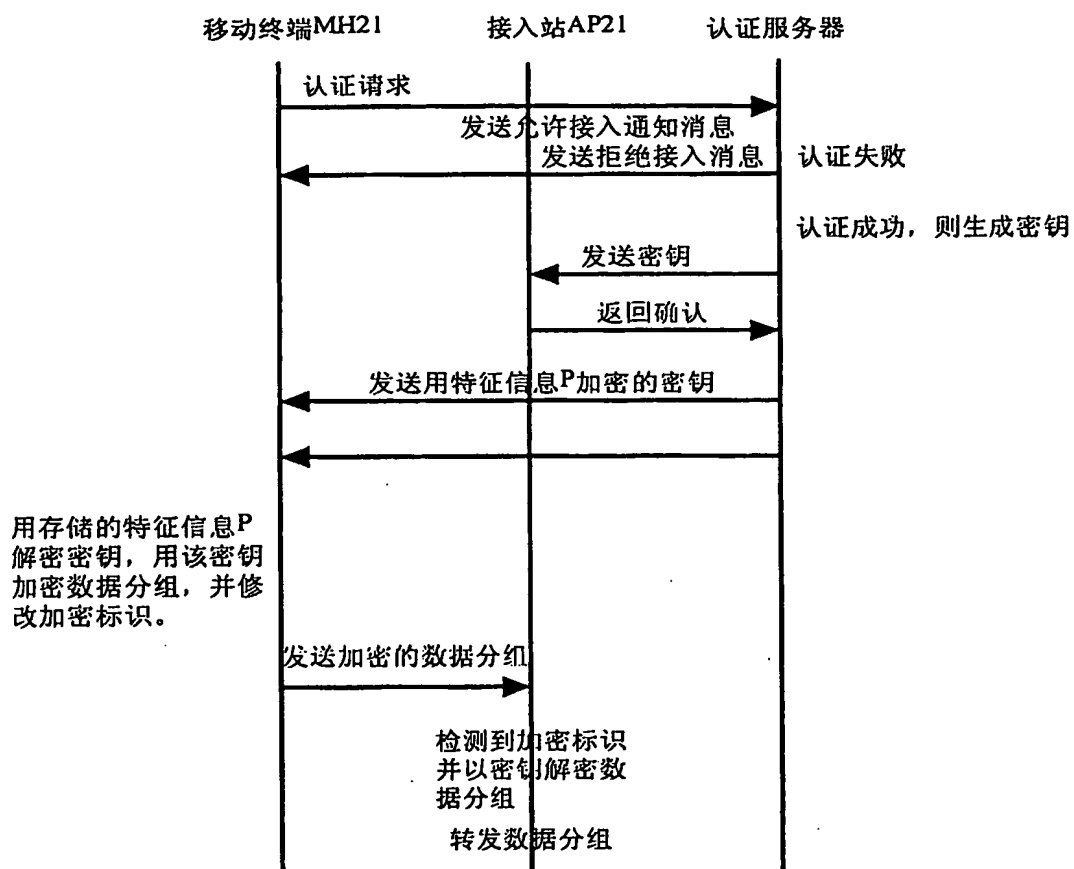 移动终端MH21
接入站AP21
认证服务器
认证请求
发送允许接入通知消息
发送拒绝接入消息
认证失败
认证成功，则生成密钥
发送密钥
返回确认
发送用特征信息P加密的密钥
用存储的特征信息P
解密密钥，用该密钥
加密数据分组，并修
改加密标识。
发送加密的数据分组
检测到加密标识
并以密钥解密数
据分组
转发数据分组